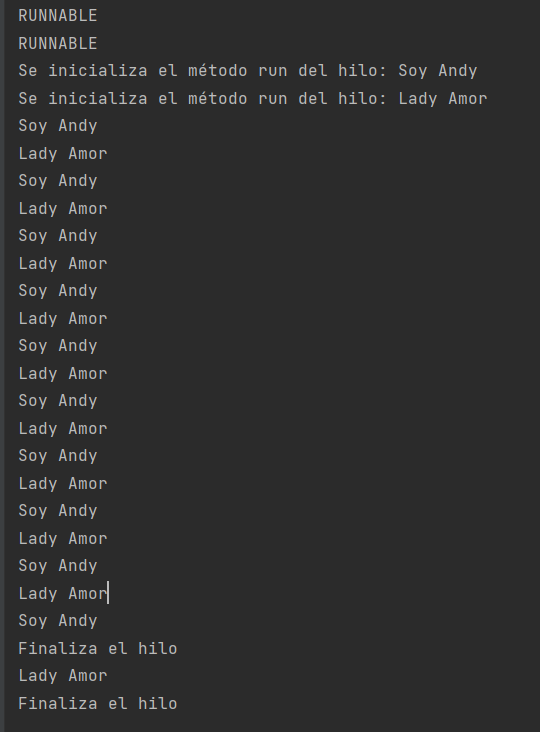 RUNNABLE
RUNNABLE
Se inicializa el método run del hilo: Soy Andy
Se inicializa el método run del hilo: Lady Amor
Soy Andy
Lady Amor
Soy Andy
Lady Amor
Soy Andy
Lady Amor
Soy Andy
Lady Amor
Soy Andy
Lady Amor
Soy Andy
Lady Amor
Soy Andy
Lady Amor
Soy Andy
Lady Amor
Soy Andy
Lady Amor
Soy Andy
Finaliza el hilo
Lady Amor
Finaliza el hilo